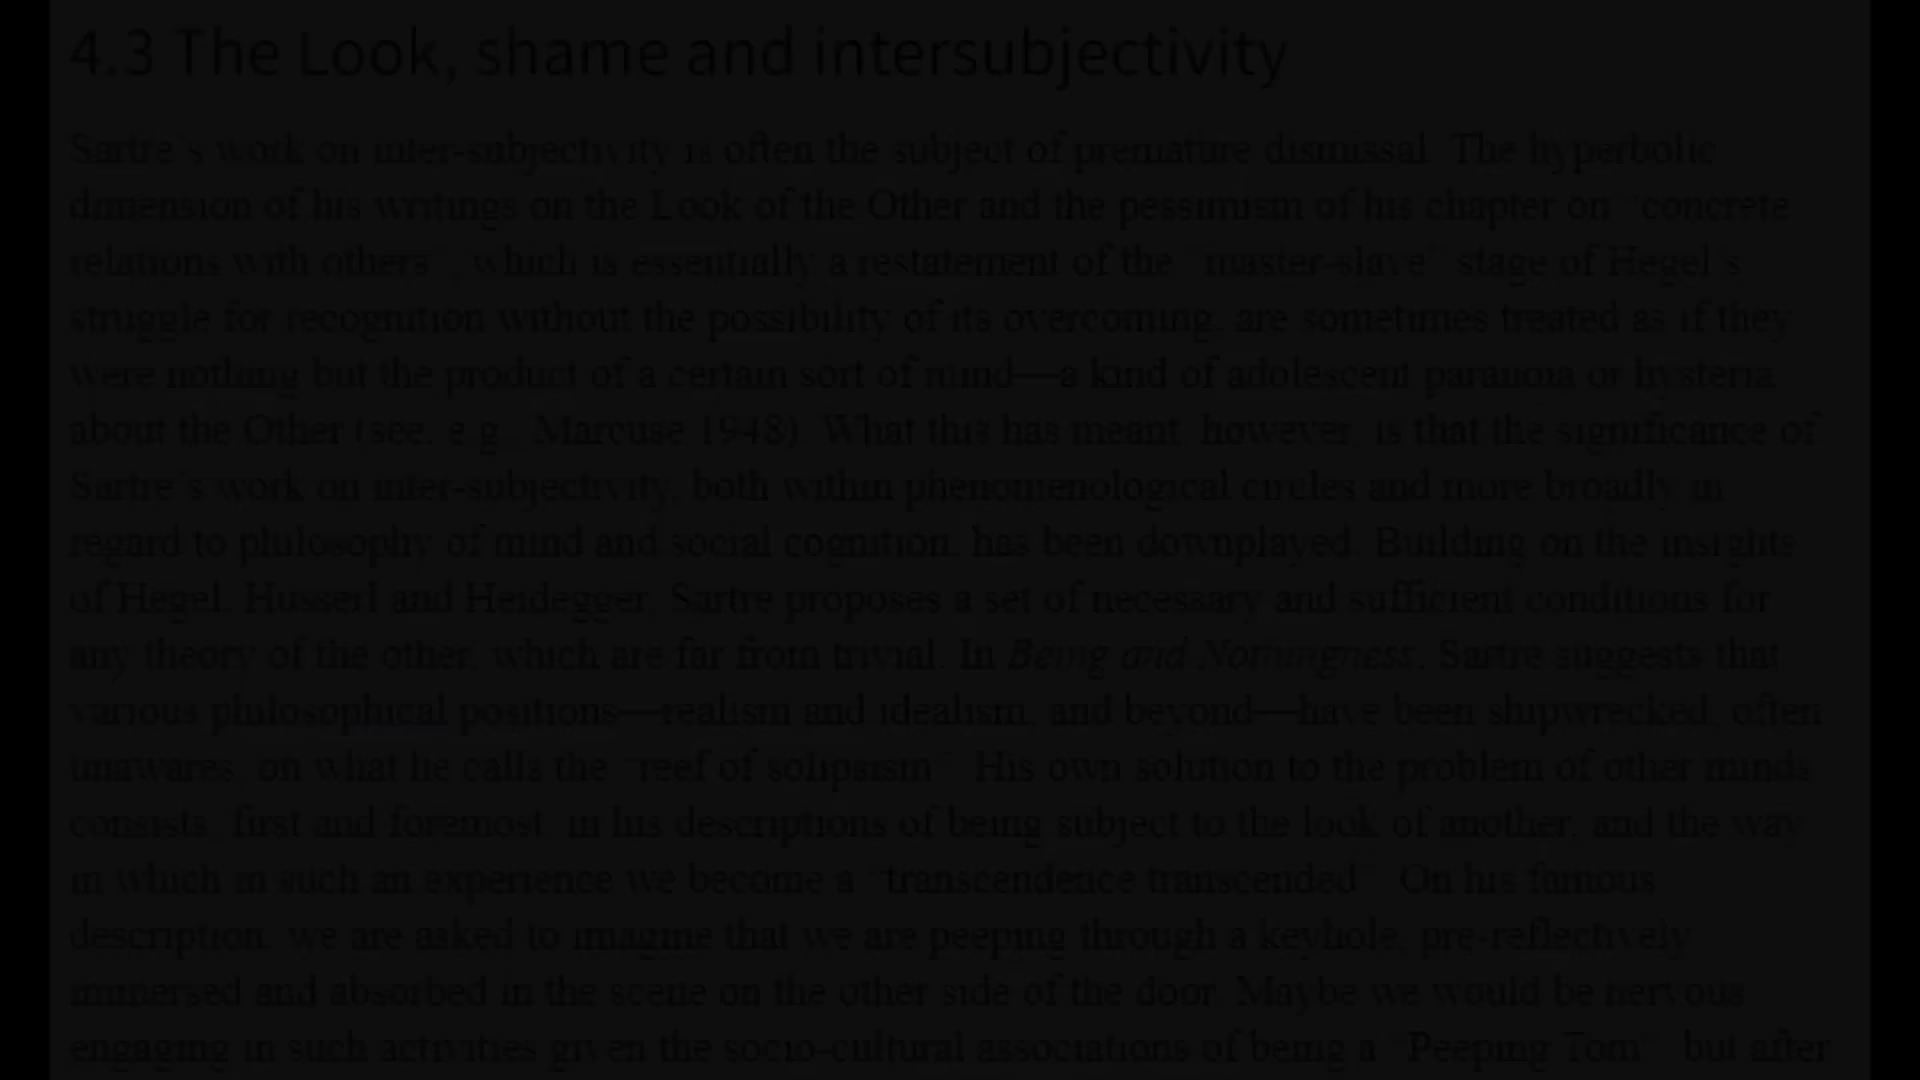 4.3 The Look, shame and intersubjectivity
Sartre's work on inter-subjectivity is often the subject of premature dismissal. The hyperbolic
dimension of his writings on the Look of the Other and the pessimism of his chapter on “concrete
relations with others”, which is essentially a restatement of the “master-slave” stage of Hegel's
struggle for recognition without the possibility of its overcoming, are sometimes treated as if they
were nothing but the product of a certain sort of mind—a kind of adolescent paranoia or hysteria
about the Other (see, e.g., Marcuse 1948). What this has meant, however, is that the significance of
Sartre's work on inter-subjectivity, both within phenomenological circles and more broadly in
regard to philosophy of mind and social cognition, has been downplayed. Building on the insights
of Hegel, Husserl and Heidegger, Sartre proposes a set of necessary and sufficient conditions for
any theory of the other, which are far from trivial. In Being and Nothingness, Sartre suggests that
various philosophical positions—realism and idealism, and beyond—have been shipwrecked, often
unawares, on what he calls the “reef of solipsism”. His own solution to the problem of other minds
consists, first and foremost, in his descriptions of being subject to the look of another, and the way
in which in such an experience we become a “transcendence transcended”. On his famous
description, we are asked to imagine that we are peeping through a keyhole, pre-reflectively
immersed and absorbed in the scene on the other side of the door. Maybe we would be nervous
engaging in such activities given the socio-cultural associations of being a “Peeping Tom”, but after